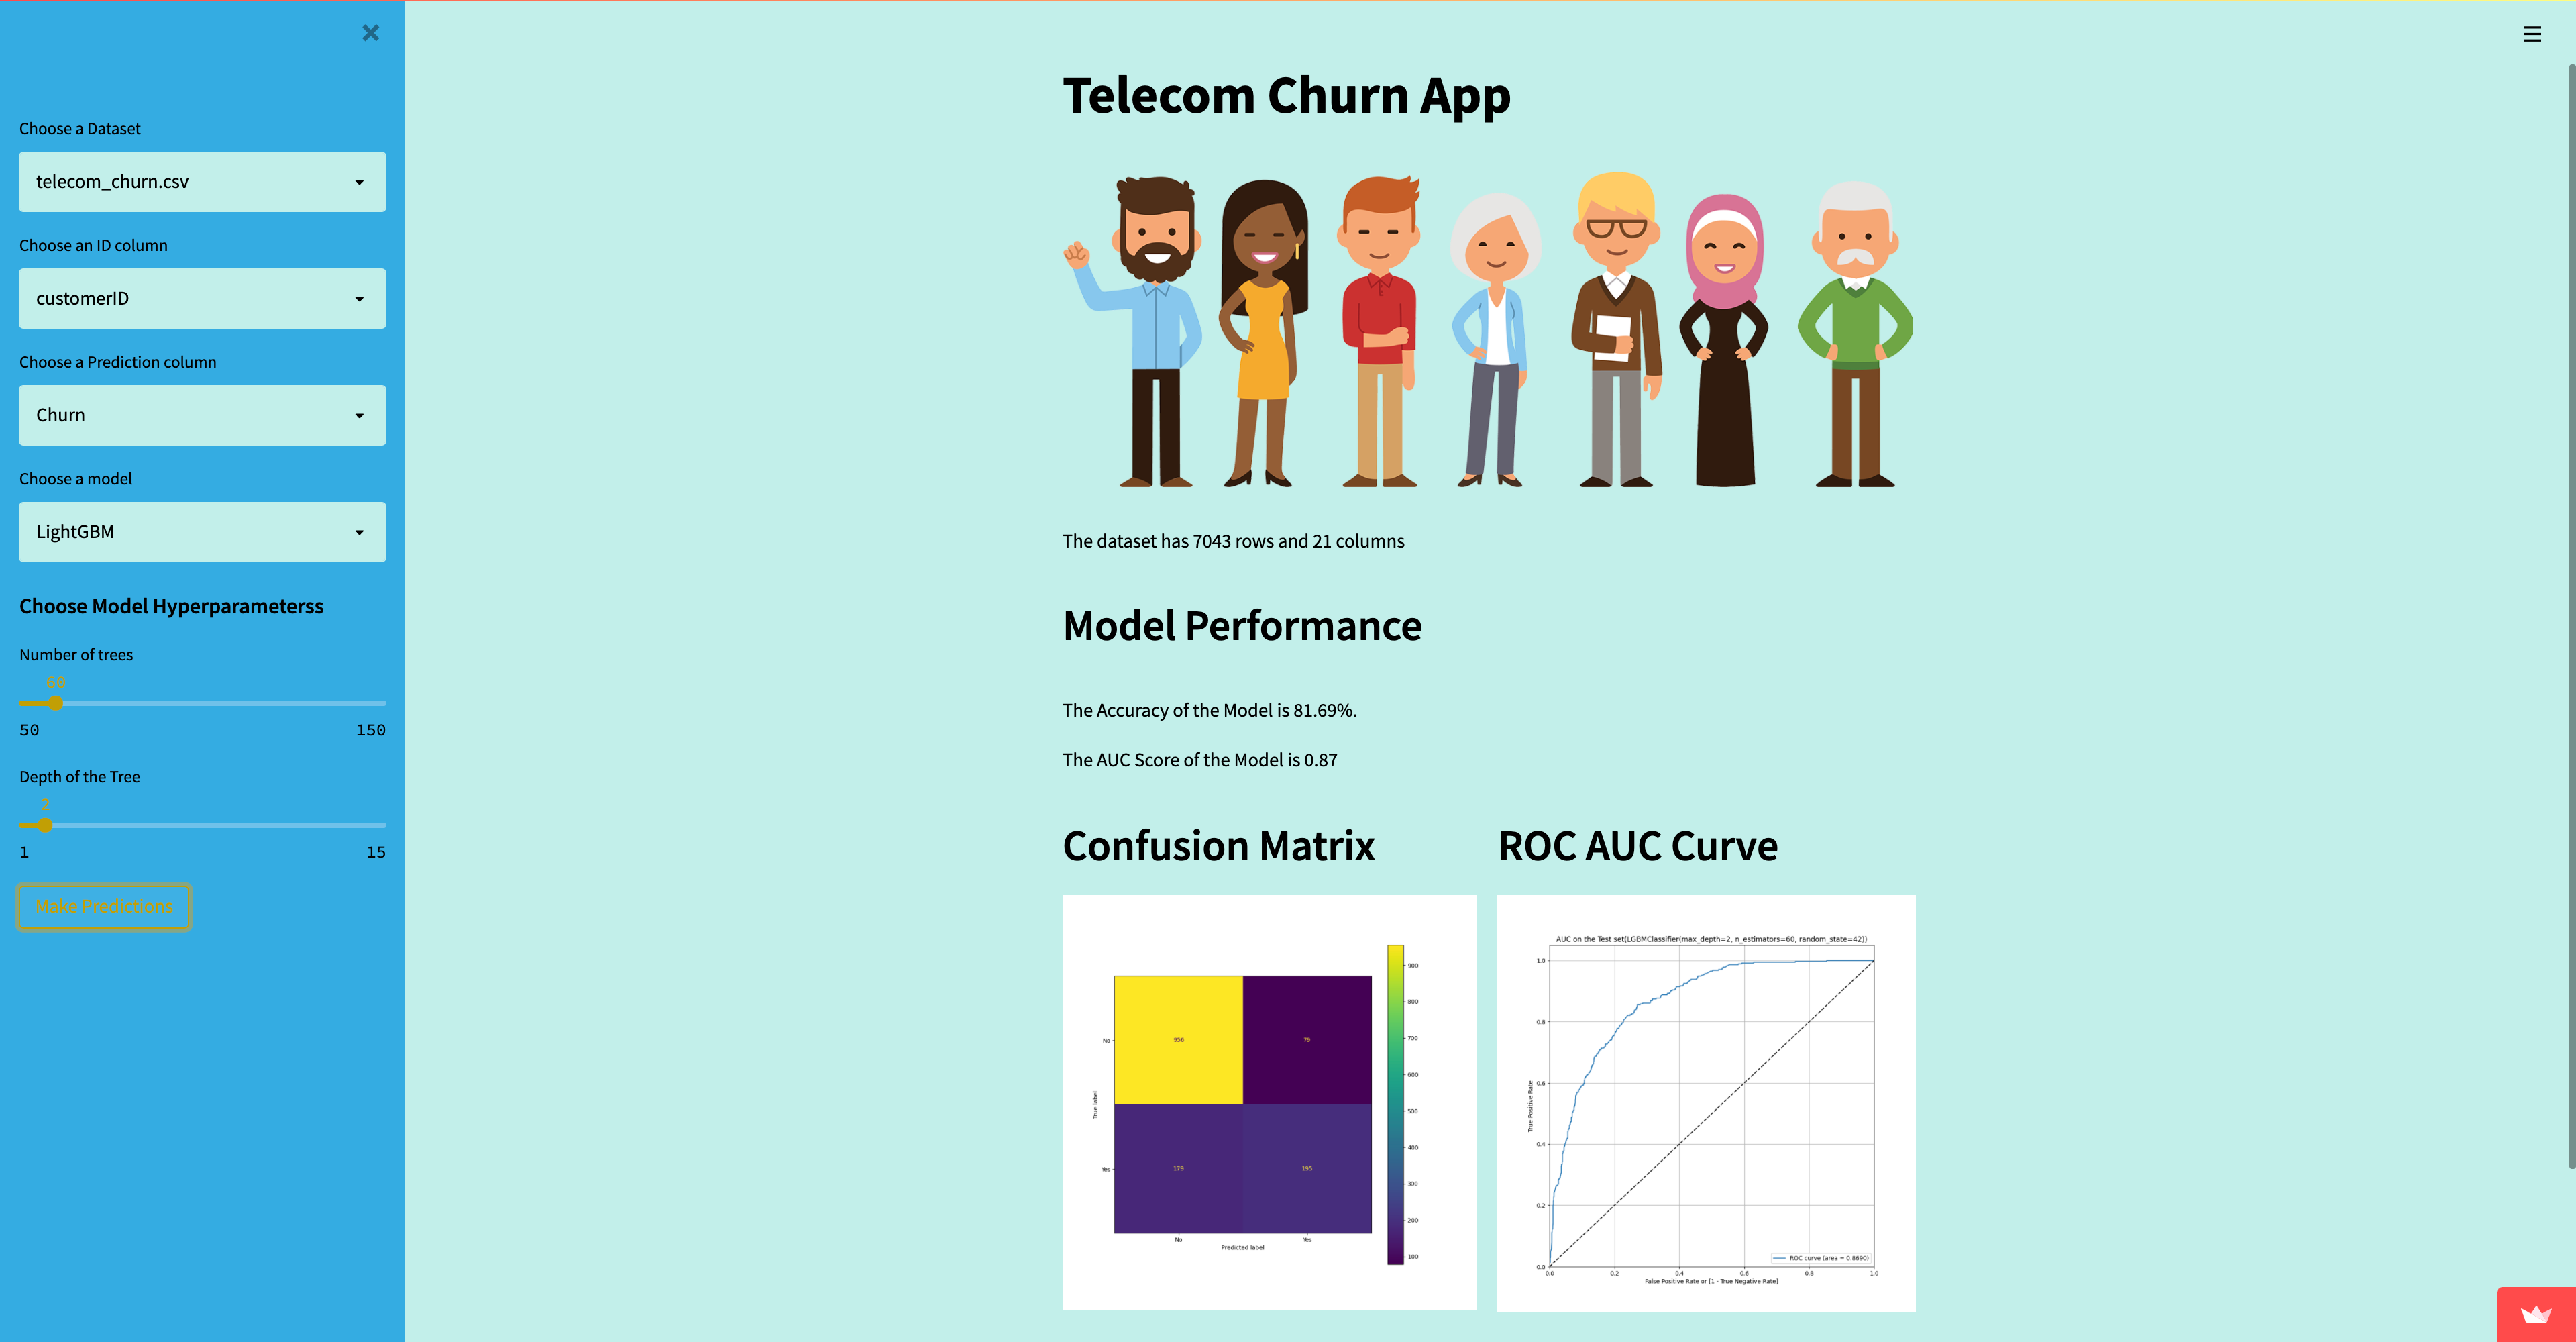 Choose a Dataset
telecom_churn.csv
Choose an ID column
customerID
Choose a Prediction column
Churn
Choose a model
LightGBM
Choose Model Hyperparameterss
Number of trees
60
50 150
Depth of the Tree
2
1 15
Make Predictions
Telecom Churn App
The dataset has 7043 rows and 21 columns
Model Performance
The Accuracy of the Model is 81.69%.
The AUC Score of the Model is 0.87
Confusion Matrix
900
800
700
600
500
400
300
200
100
True label
No
956 79
Yes
179 195
No Yes
Predicted label
ROC AUC Curve
AUC on the Test set(LGBMClassifier(max_depth=2, n_estimators=60, random_state=42))
True Positive Rate
1.0
0.8
0.6
0.4
0.2
0.0
ROC curve (area = 0.8690)
0.0 0.2 0.4 0.6 0.8 1.0
False Positive Rate or [1 - True Negative Rate]